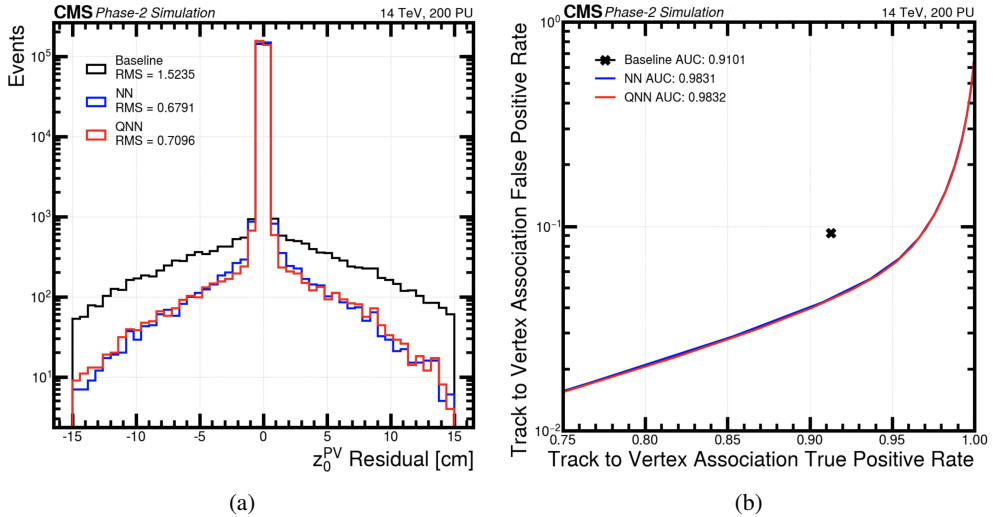 CMS Phase-2 Simulation 14 TeV, 200 PU
Events
10^5
10^4
10^3
10^2
10^1
Baseline
RMS = 1.5235
NN
RMS = 0.6791
QNN
RMS = 0.7096
-15 -10 -5 0 5 10 15
z_0^PV Residual [cm]
(a)
CMS Phase-2 Simulation 14 TeV, 200 PU
Track to Vertex Association False Positive Rate
10^0
10^-1
10^-2
Baseline AUC: 0.9101
NN AUC: 0.9831
QNN AUC: 0.9832
0.75 0.80 0.85 0.90 0.95 1.00
Track to Vertex Association True Positive Rate
(b)